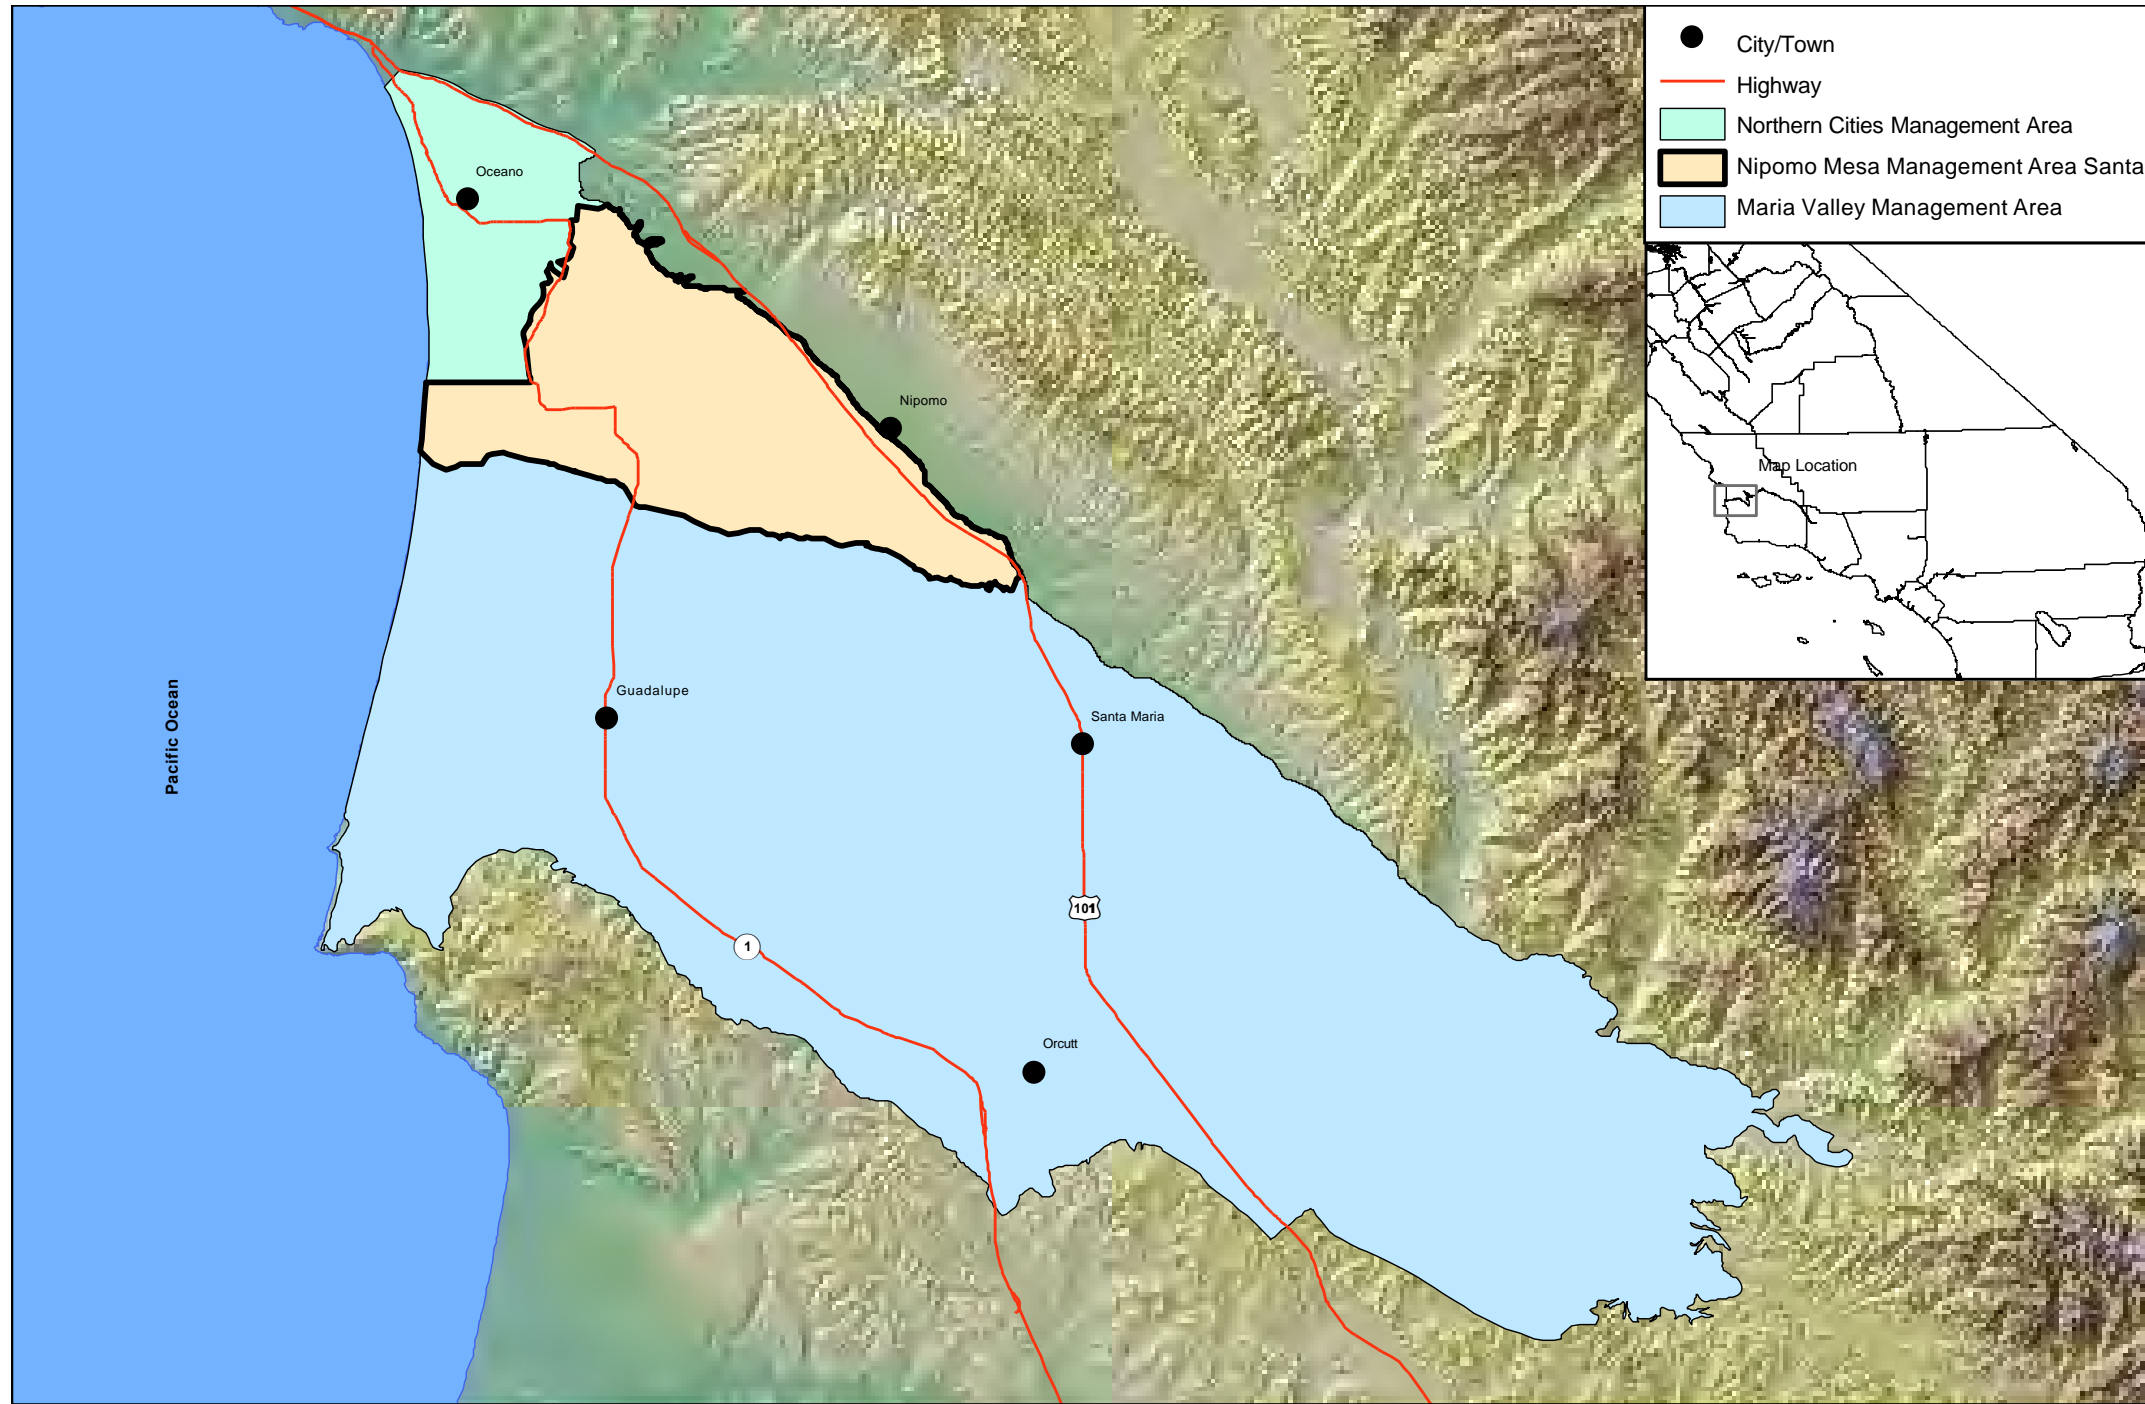 City/Town
Highway
Northern Cities Management Area
Nipomo Mesa Management Area Santa
Maria Valley Management Area
Map Location
Oceano
Nipomo
Guadalupe
Santa Maria
Pacific Ocean
101
1
Orcutt